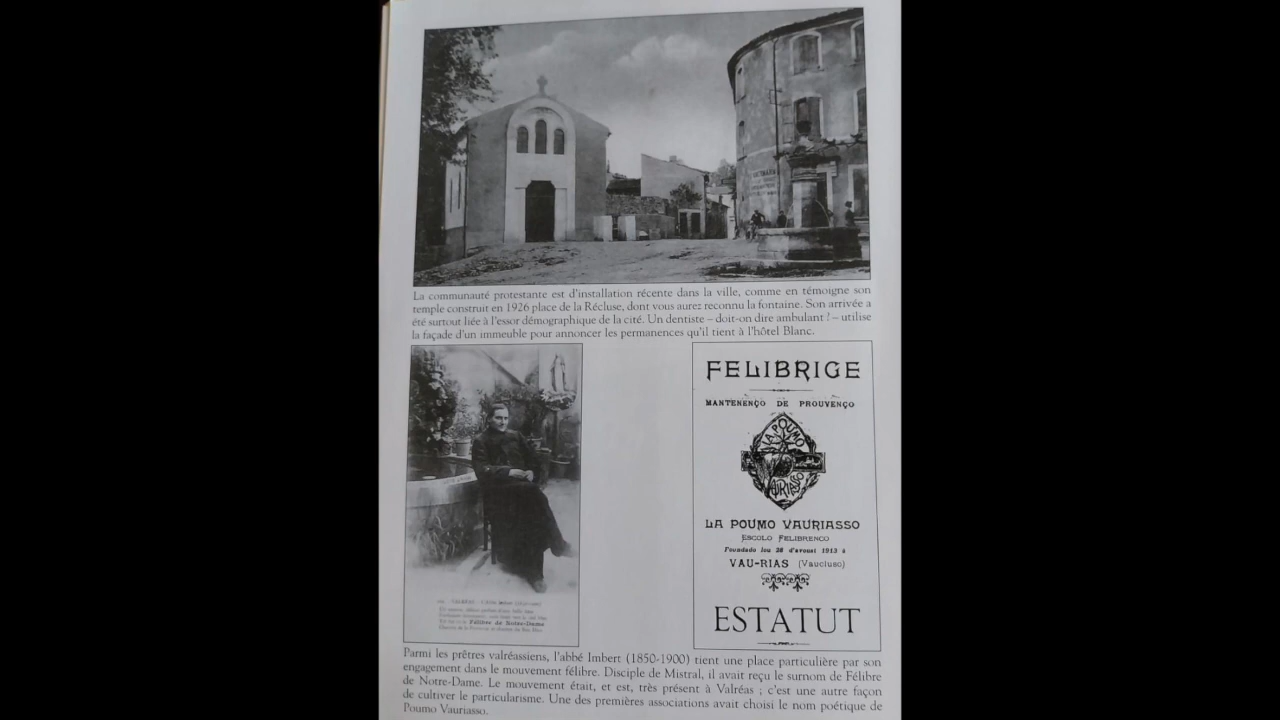 La communauté protestante est d'installation récente dans la ville, comme en témoigne son
temple construit en 1926 place de la Récluse, dont vous aurez reconnu la fontaine. Son arrivée a
été surtout liée à l'essor démographique de la cité. Un dentiste – doit-on dire ambulant ! – utilise
la façade d'un immeuble pour annoncer les permanences qu'il tient à l'hôtel Blanc.
VALRÉAS
Félibre de Notre-Dame
FELIBRIGE
MANTENENÇO DE PROUVENÇO
LA POUMO
VAURIASSO
LA POUMO VAURIASSO
ESCOLO FELIBRENCO
Foundado lou 28 d'avoust 1913 à
VAU-RIAS (Vaucluso)
ESTATUT
Parmi les prêtres valréassiens, l'abbé Imbert (1850-1900) tient une place particulière par son
engagement dans le mouvement félibre. Disciple de Mistral, il avait reçu le surnom de Félibre
de Notre-Dame. Le mouvement était, et est, très présent à Valréas ; c'est une autre façon
de cultiver le particularisme. Une des premières associations avait choisi le nom poétique de
Poumo Vauriasso.